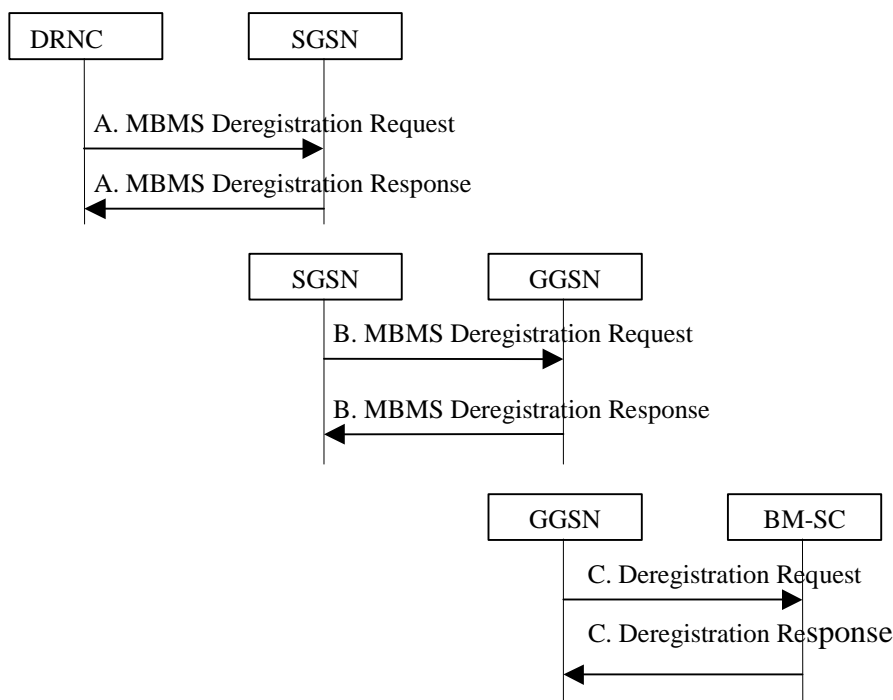 DRNC SGSN
A. MBMS Deregistration Request
A. MBMS Deregistration Response
SGSN GGSN
B. MBMS Deregistration Request
B. MBMS Deregistration Response
GGSN BM-SC
C. Deregistration Request
C. Deregistration Response